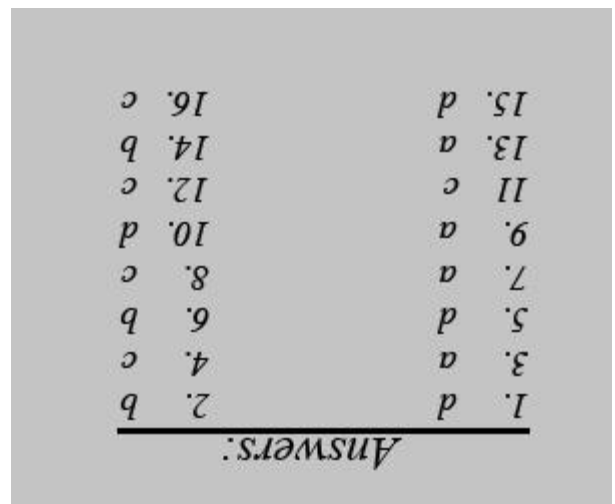 Answers:
1. d 2. b
3. a 4. c
5. d 6. b
7. a 8. c
9. a 10. d
11 c 12. c
13. a 14. b
15. d 16. c